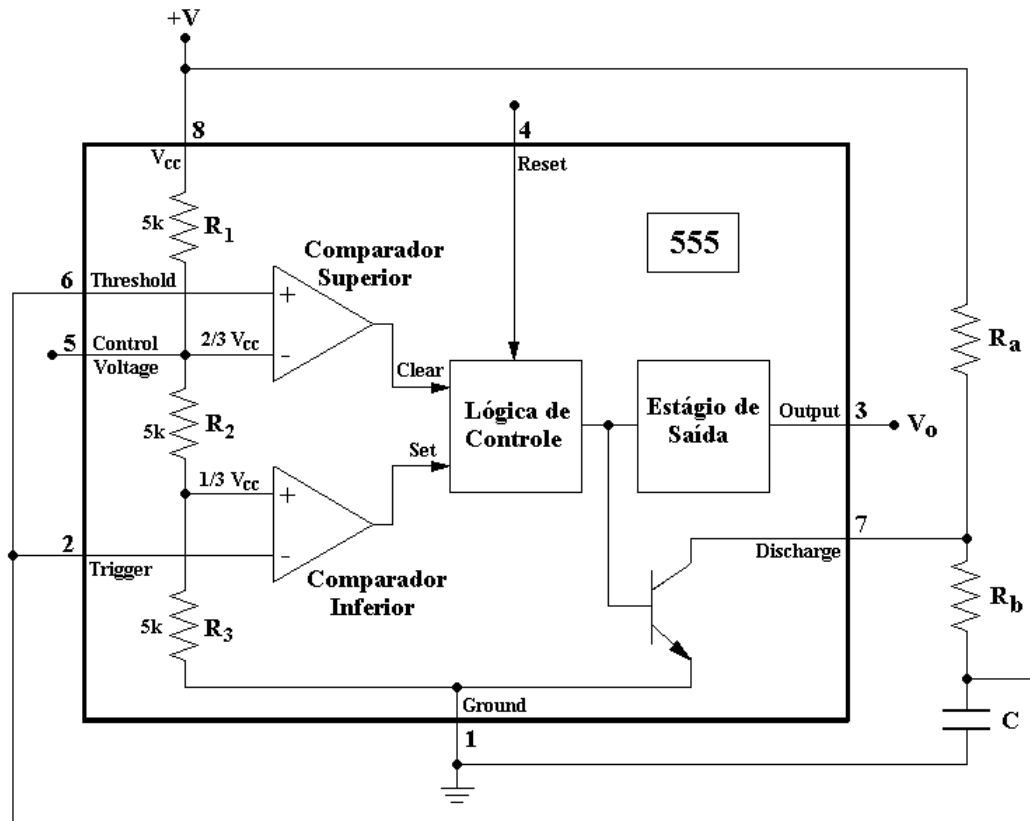 +V
8
4
Vcc
Reset
5k
R1
555
Comparador
Superior
6
Threshold
5
Control
Voltage
2/3 Vcc
Clear
Ra
Lógica de
Controle
Estágio de
Saída
Output
3
Vo
5k
R2
Set
1/3 Vcc
2
Trigger
7
Discharge
Comparador
Inferior
5k
R3
Rb
Ground
1
C
+
-
+
-